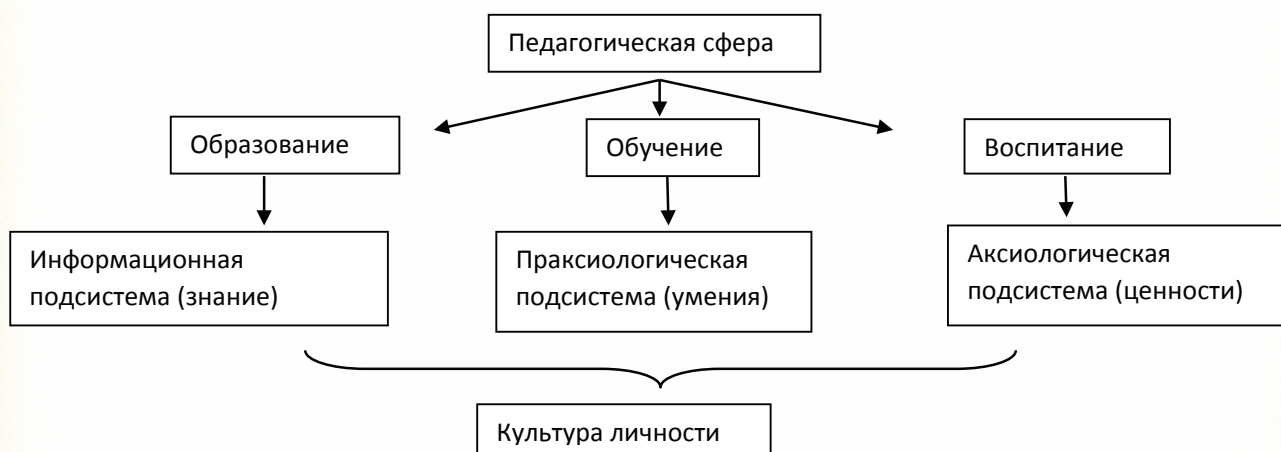 Педагогическая сфера
Образование
Обучение
Воспитание
Информационная
подсистема (знание)
Праксиологическая
подсистема (умения)
Аксиологическая
подсистема (ценности)
Культура личности